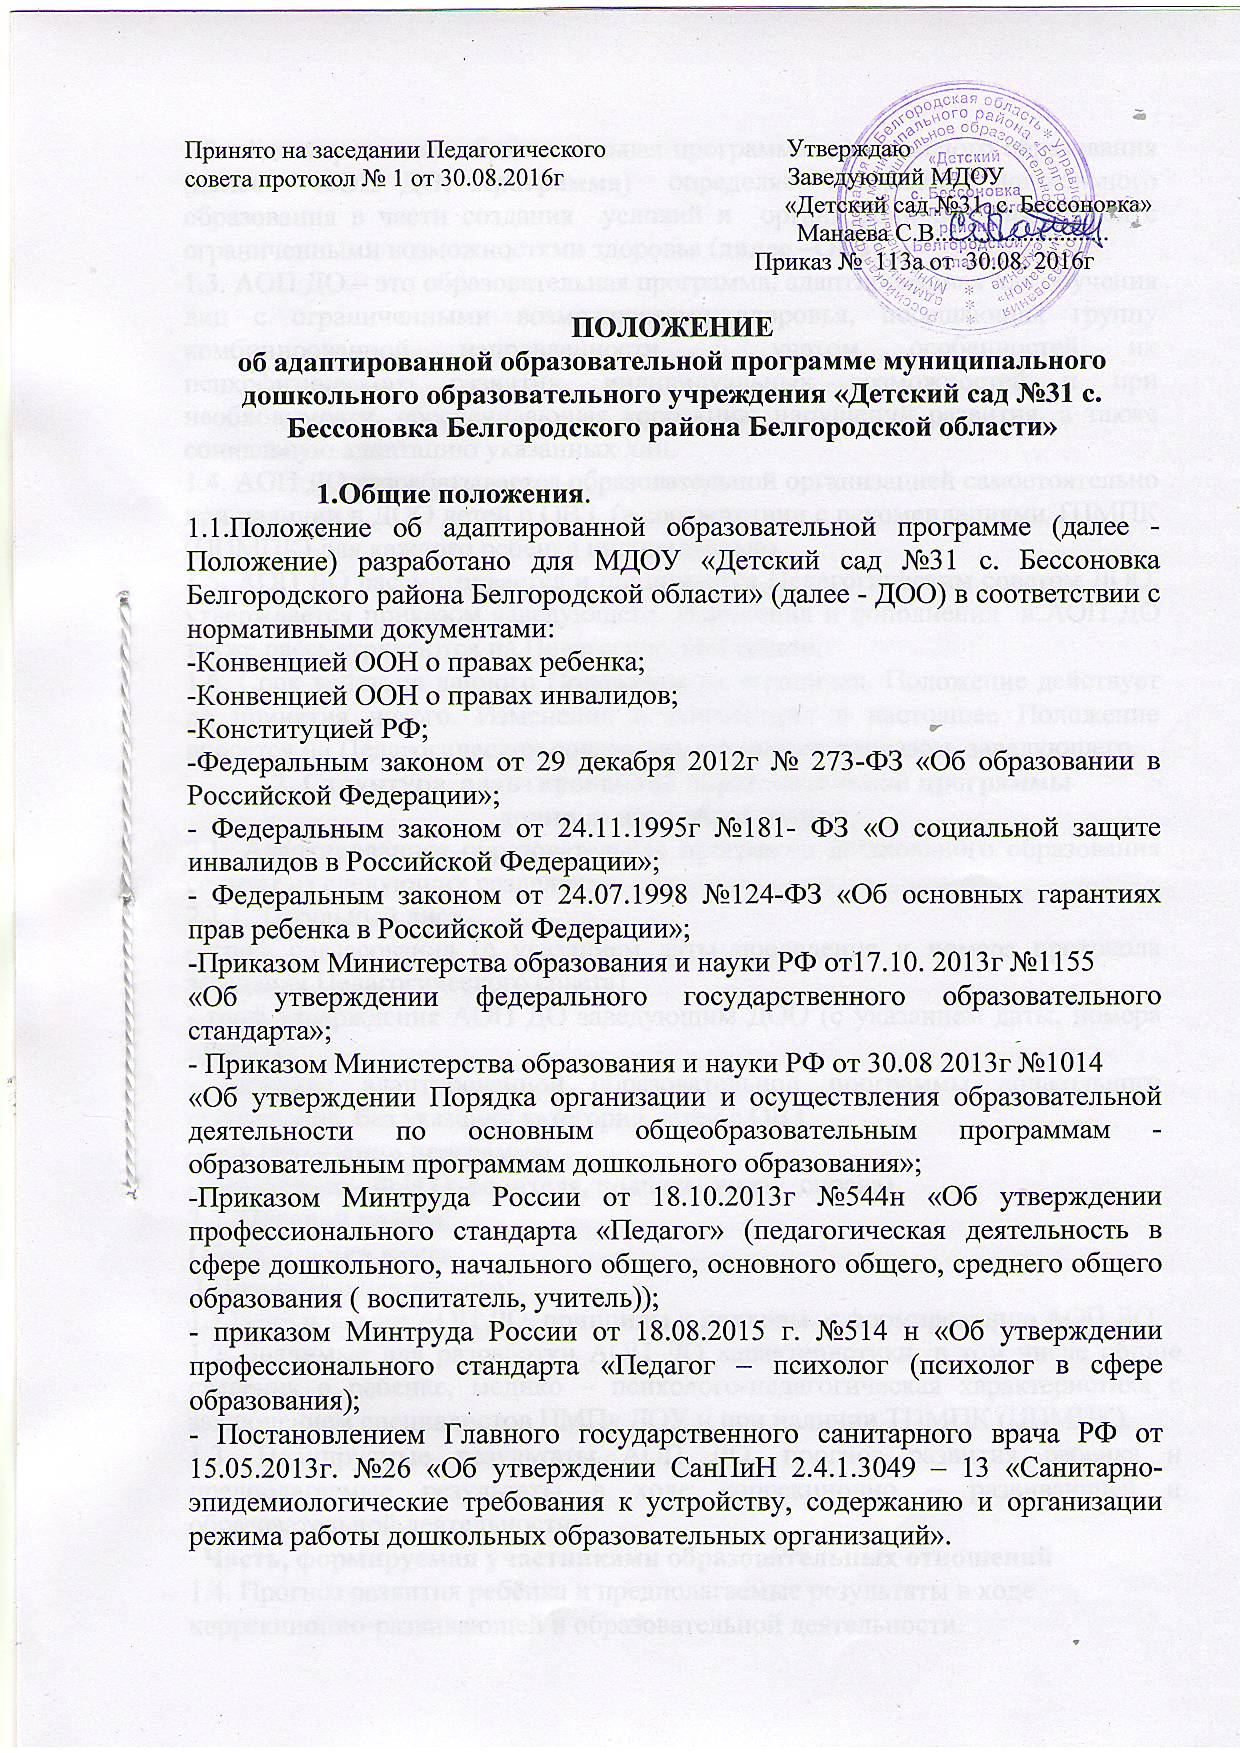 Принято на заседании Педагогического
совета протокол № 1 от 30.08.2016г
Утверждаю
Заведующий МДОУ
«Детский сад №31 с. Бессоновка»
Манаева С.В.
Приказ № 113а от 30.08. 2016г
ПОЛОЖЕНИЕ
об адаптированной образовательной программе муниципального
дошкольного образовательного учреждения «Детский сад №31 с.
Бессоновка Белгородского района Белгородской области»
1.Общие положения.
1.1.Положение об адаптированной образовательной программе (далее -
Положение) разработано для МДОУ «Детский сад №31 с. Бессоновка
Белгородского района Белгородской области» (далее - ДОО) в соответствии с
нормативными документами:
-Конвенцией ООН о правах ребенка;
-Конвенцией ООН о правах инвалидов;
-Конституцией РФ;
-Федеральным законом от 29 декабря 2012г № 273-ФЗ «Об образовании в
Российской Федерации»;
- Федеральным законом от 24.11.1995г №181- ФЗ «О социальной защите
инвалидов в Российской Федерации»;
- Федеральным законом от 24.07.1998 №124-ФЗ «Об основных гарантиях
прав ребенка в Российской Федерации»;
-Приказом Министерства образования и науки РФ от17.10. 2013г №1155
«Об утверждении федерального государственного образовательного
стандарта»;
- Приказом Министерства образования и науки РФ от 30.08 2013г №1014
«Об утверждении Порядка организации и осуществления образовательной
деятельности по основным общеобразовательным программам -
образовательным программам дошкольного образования»;
-Приказом Минтруда России от 18.10.2013г №544н «Об утверждении
профессионального стандарта «Педагог» (педагогическая деятельность в
сфере дошкольного, начального общего, основного общего, среднего общего
образования ( воспитатель, учитель));
- приказом Минтруда России от 18.08.2015 г. №514 н «Об утверждении
профессионального стандарта «Педагог – психолог (психолог в сфере
образования);
- Постановлением Главного государственного санитарного врача РФ от
15.05.2013г. №26 «Об утверждении СанПиН 2.4.1.3049 – 13 «Санитарно-
эпидемиологические требования к устройству, содержанию и организации
режима работы дошкольных образовательных организаций».